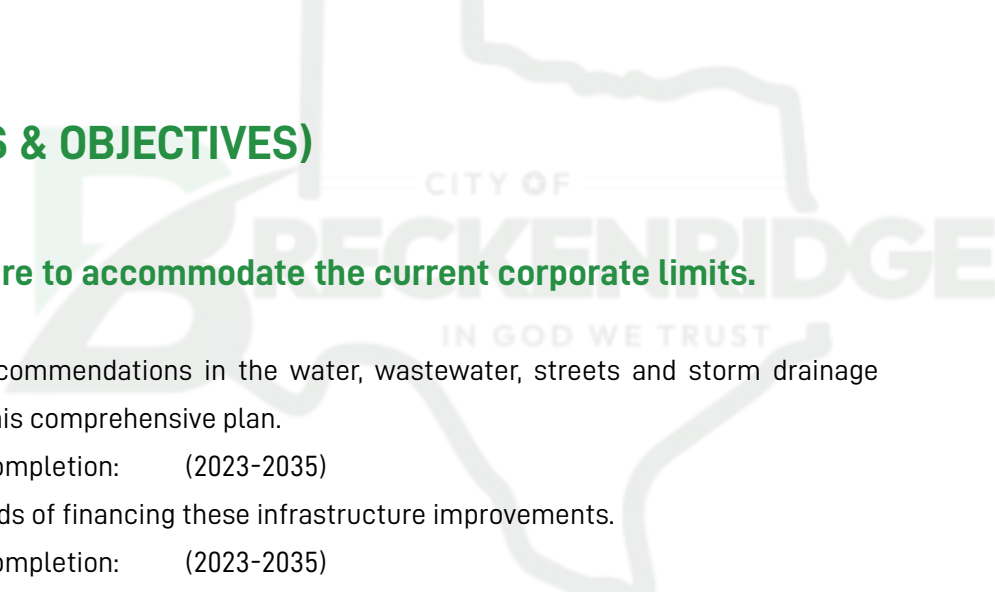 & OBJECTIVES)
CITY OF
BRECKENRIDGE
re to accommodate the current corporate limits.
IN GOD WE TRUST
commendations in the water, wastewater, streets and storm drainage
is comprehensive plan.
ompletion: (2023-2035)
ds of financing these infrastructure improvements.
ompletion: (2023-2035)